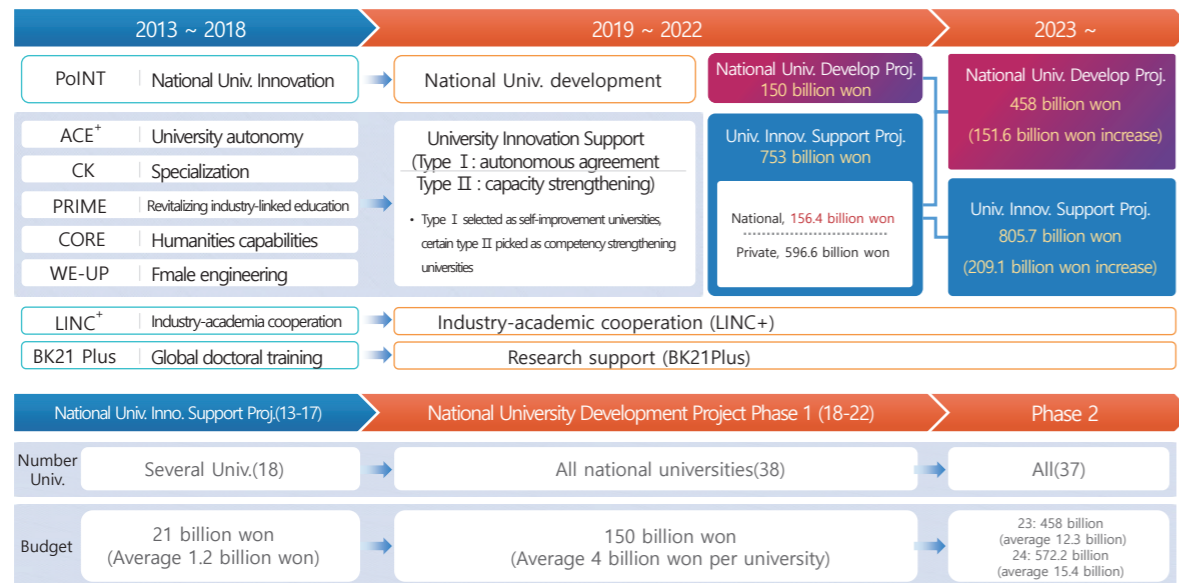 2013 ~ 2018
2019 ~ 2022
2023 ~
PoINT
National Univ. Innovation
National Univ. development
National Univ. Develop Proj.
150 billion won
National Univ. Develop Proj.
458 billion won
(151.6 billion won increase)
ACE+
University autonomy
CK
Specialization
PRIME
Revitalizing industry-linked education
CORE
Humanities capabilities
WE-UP
Fmale engineering
University Innovation Support
(Type Ⅰ: autonomous agreement
Type Ⅱ : capacity strengthening)
• Type Ⅰ selected as self-improvement universities,
certain type Ⅱ picked as competency strengthening
universities
Univ. Innov. Support Proj.
753 billion won
National, 156.4 billion won
Private, 596.6 billion won
Univ. Innov. Support Proj.
805.7 billion won
(209.1 billion won increase)
LINC+
Industry-academia cooperation
Industry-academic cooperation (LINC+)
BK21 Plus
Global doctoral training
Research support (BK21Plus)
National Univ. Inno. Support Proj.(13-17)
National University Development Project Phase 1 (18-22)
Phase 2
Number
Univ.
Several Univ.(18)
All national universities(38)
All(37)
Budget
21 billion won
(Average 1.2 billion won)
150 billion won
(Average 4 billion won per university)
23: 458 billion
(average 12.3 billion)
24: 572.2 billion
(average 15.4 billion)